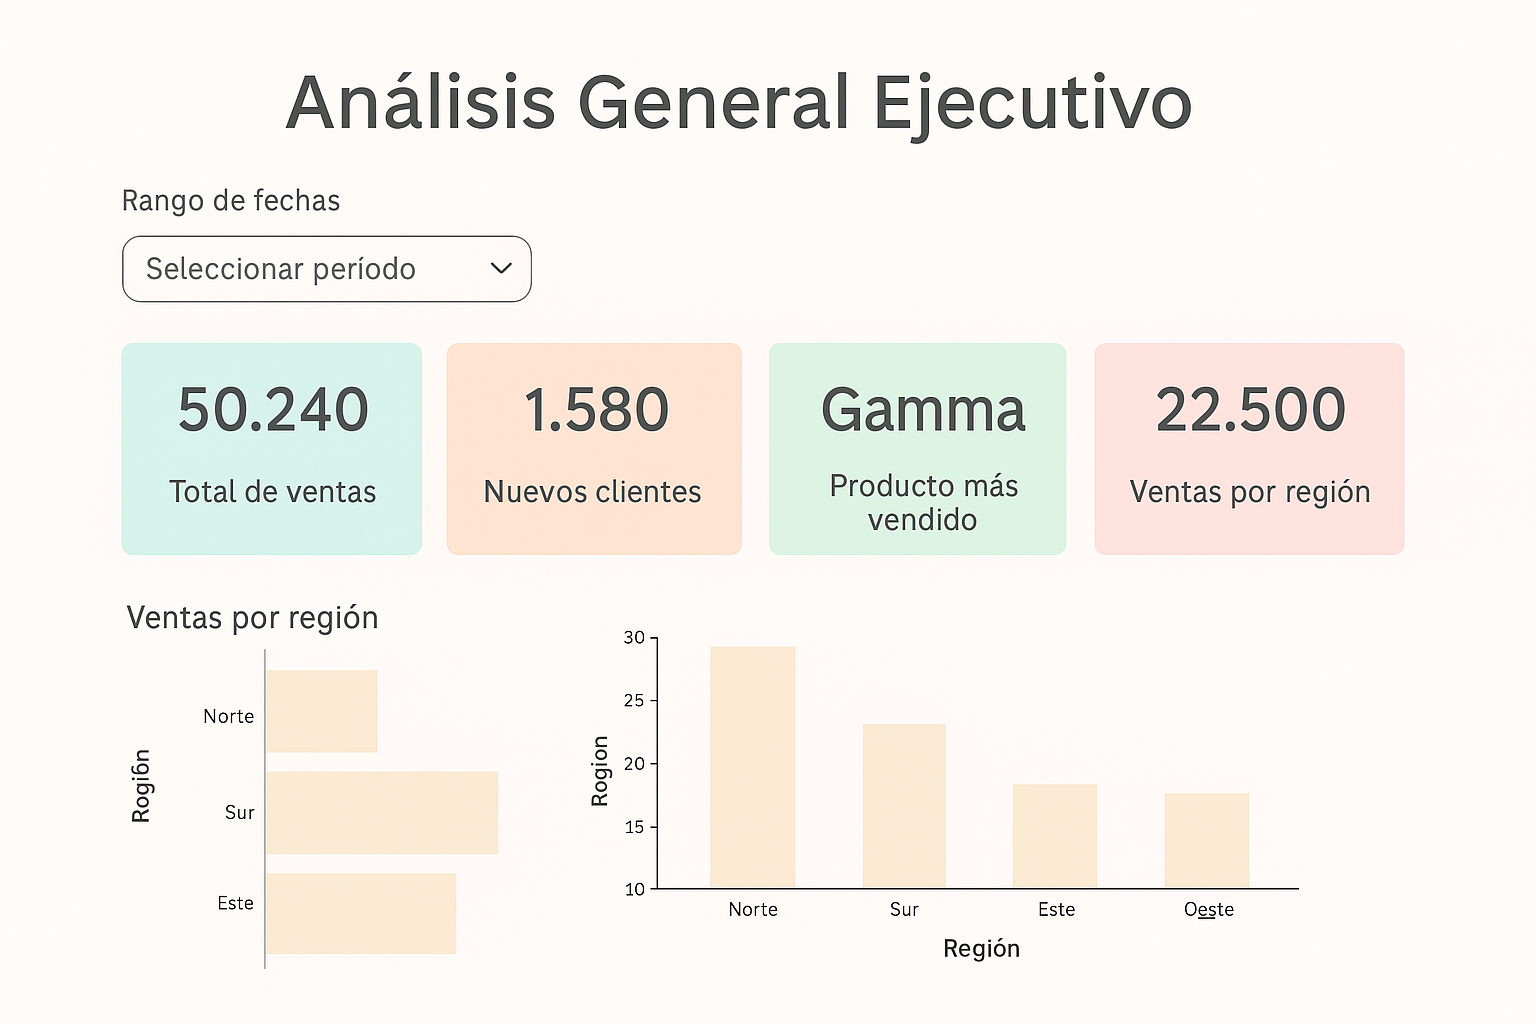 Análisis General Ejecutivo
Rango de fechas
Seleccionar período
50.240
Total de ventas
1.580
Nuevos clientes
Gamma
Producto más
vendido
22.500
Ventas por región
Ventas por región
Rogión
Norte
Sur
Este
Rogion
30
25
20
15
10
Norte
Sur
Este
Oeste
Región